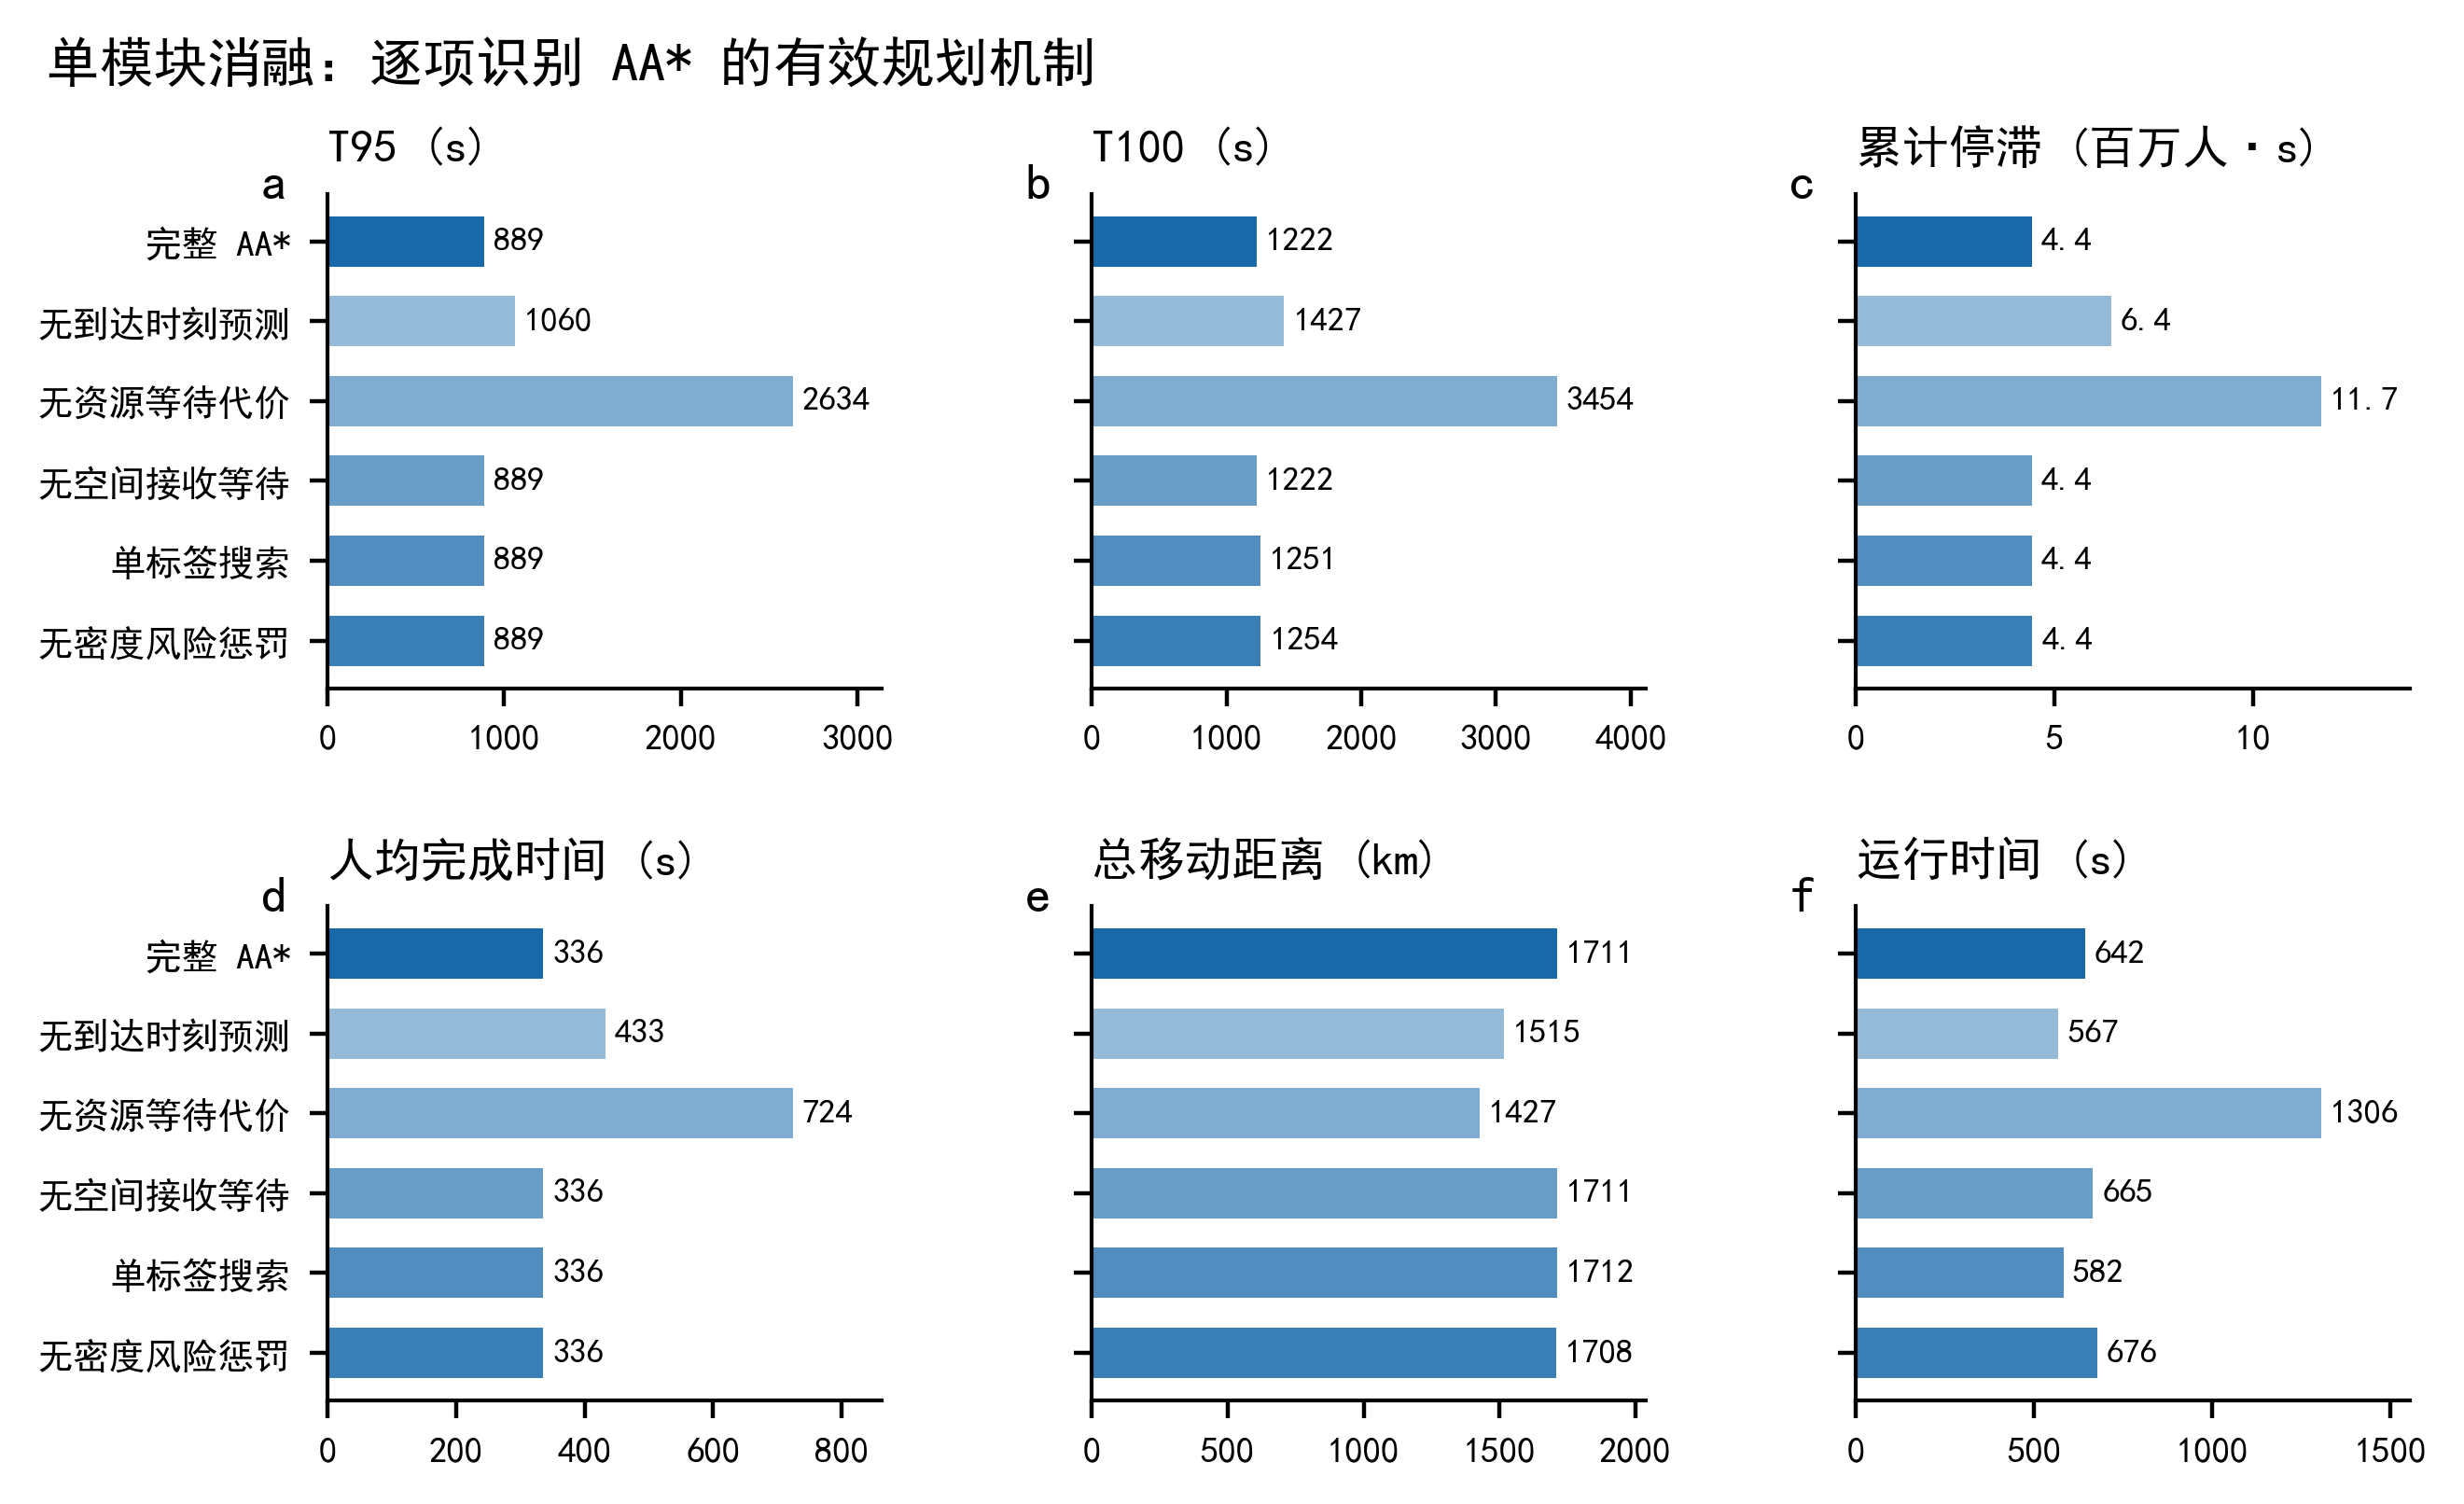 单模块消融：逐项识别 AA* 的有效规划机制
T95 (s)
a
完整 AA*
889
无到达时刻预测
1060
无资源等待代价
2634
无空间接收等待
889
单标签搜索
889
无密度风险惩罚
889
0 1000 2000 3000
T100 (s)
b
1222
1427
3454
1222
1251
1254
0 1000 2000 3000 4000
累计停滞 (百万人·s)
c
4.4
6.4
11.7
4.4
4.4
4.4
0 5 10
人均完成时间 (s)
d
完整 AA*
336
无到达时刻预测
433
无资源等待代价
724
无空间接收等待
336
单标签搜索
336
无密度风险惩罚
336
0 200 400 600 800
总移动距离 (km)
e
1711
1515
1427
1711
1712
1708
0 500 1000 1500 2000
运行时间 (s)
f
642
567
1306
665
582
676
0 500 1000 1500